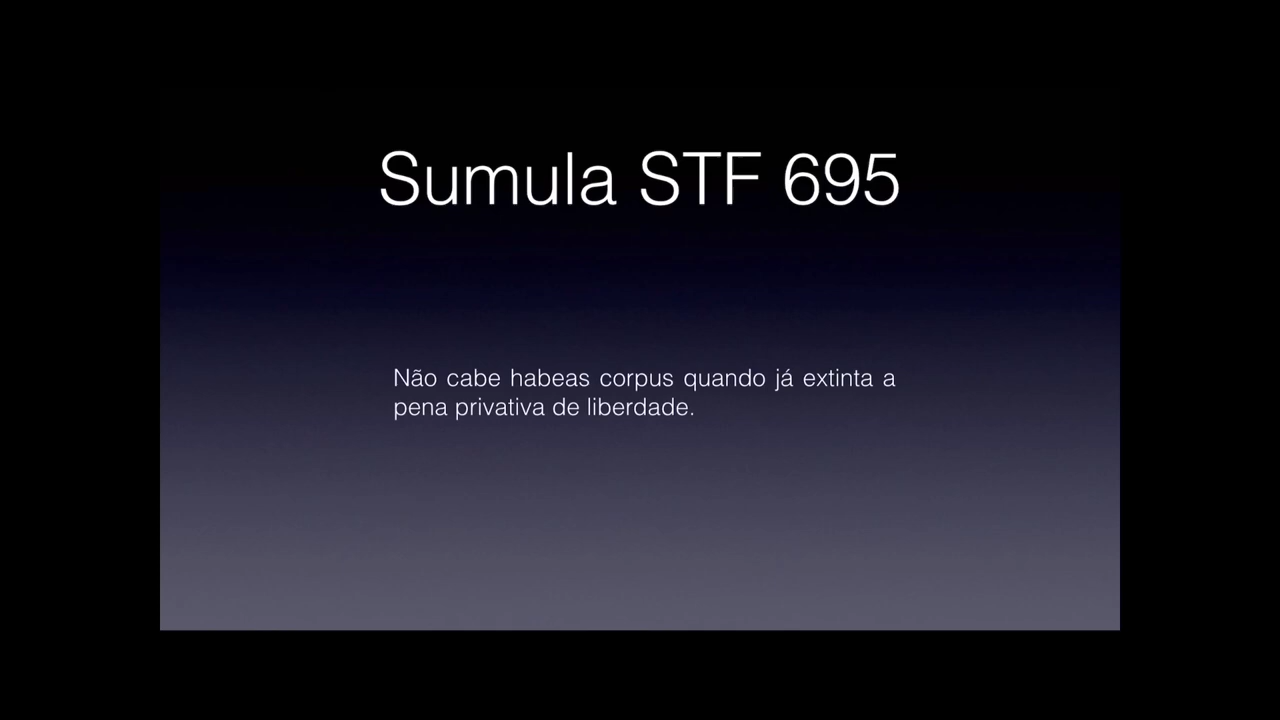 Sumula STF 695
Não cabe habeas corpus quando já extinta a
pena privativa de liberdade.